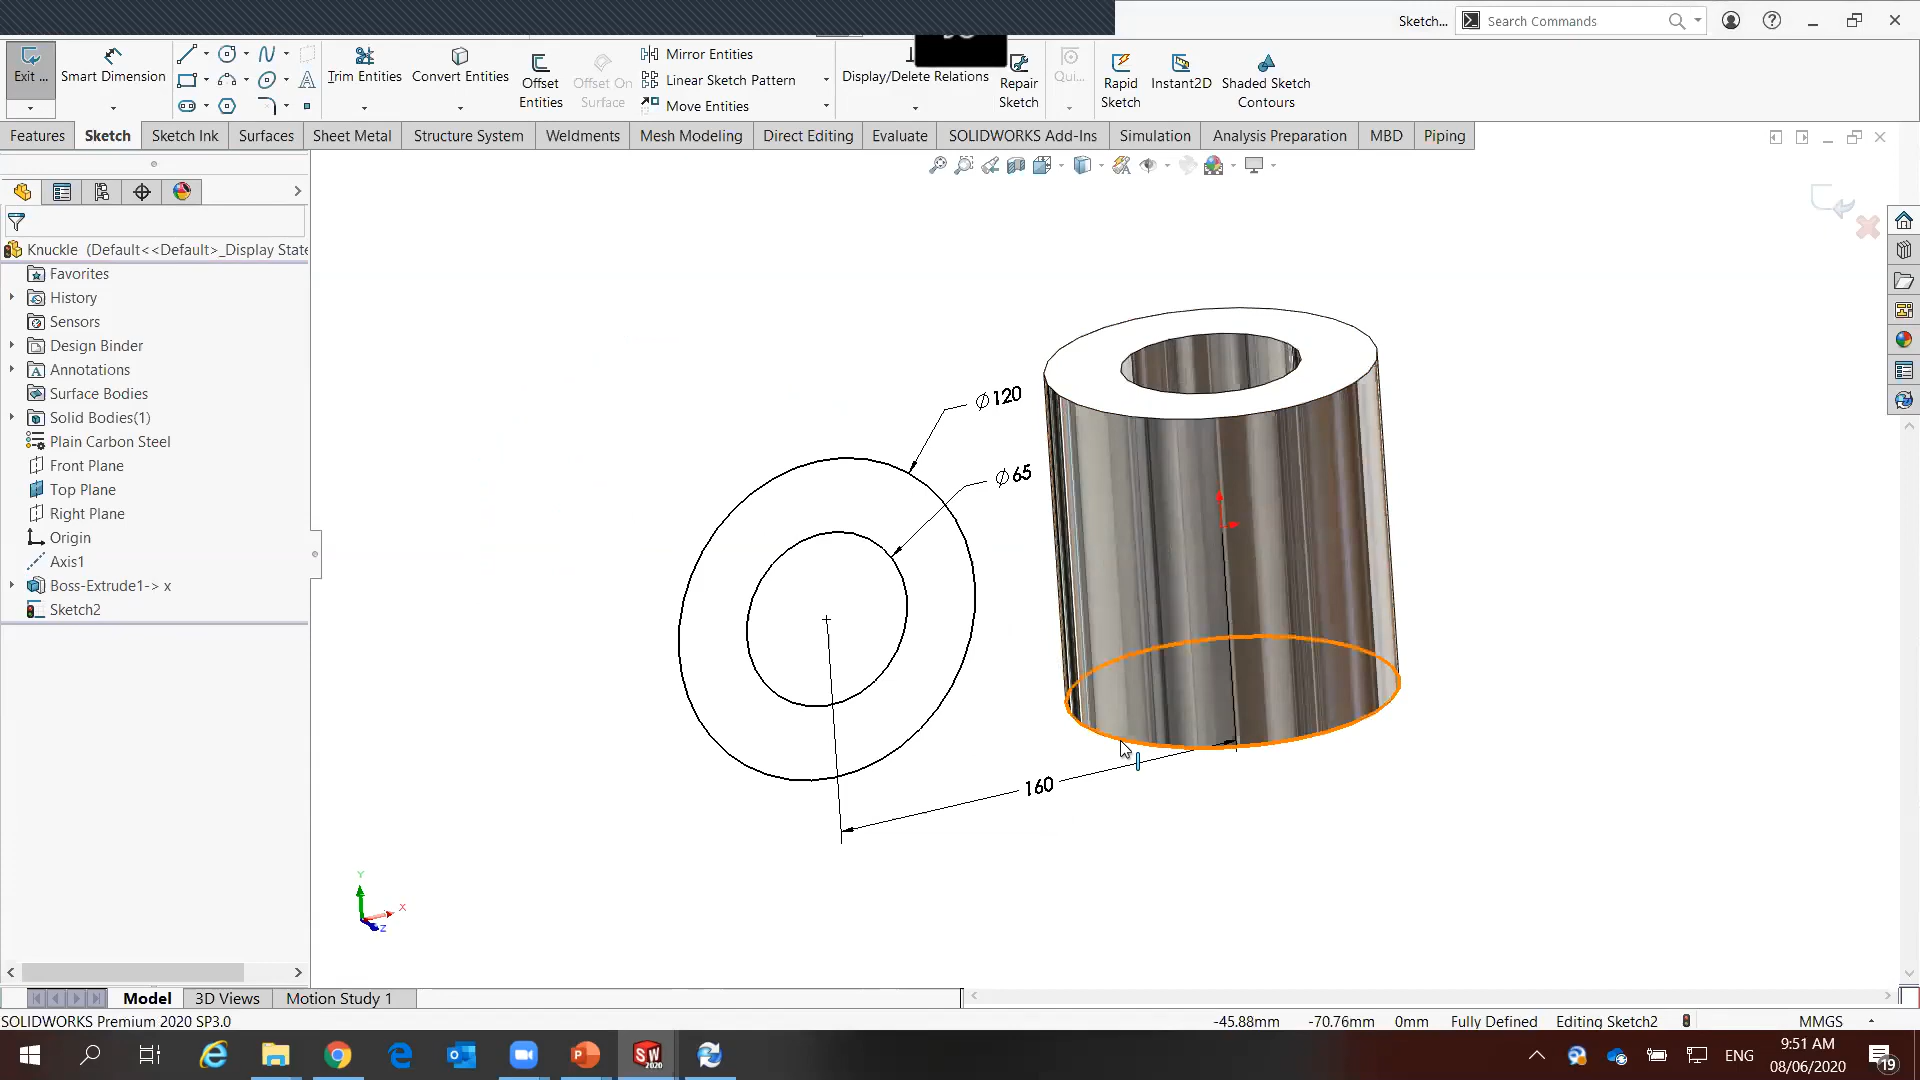 Sketch...
Search Commands
Exit ...
Smart Dimension
Trim Entities
Convert Entities
Offset Entities
Offset On Surface
Mirror Entities
Linear Sketch Pattern
Move Entities
Display/Delete Relations
Repair Sketch
Qui...
Rapid Sketch
Instant2D
Shaded Sketch Contours
Features
Sketch
Sketch Ink
Surfaces
Sheet Metal
Structure System
Weldments
Mesh Modeling
Direct Editing
Evaluate
SOLIDWORKS Add-Ins
Simulation
Analysis Preparation
MBD
Piping
Knuckle (Default<<Default>_Display State
Favorites
History
Sensors
Design Binder
Annotations
Surface Bodies
Solid Bodies(1)
Plain Carbon Steel
Front Plane
Top Plane
Right Plane
Origin
Axis1
Boss-Extrude1-> x
Sketch2
∅120
∅65
160
Y
X
Z
Model
3D Views
Motion Study 1
SOLIDWORKS Premium 2020 SP3.0
-45.88mm
-70.76mm
0mm
Fully Defined
Editing Sketch2
MMGS
SW
2020
ENG
9:51 AM
08/06/2020
19